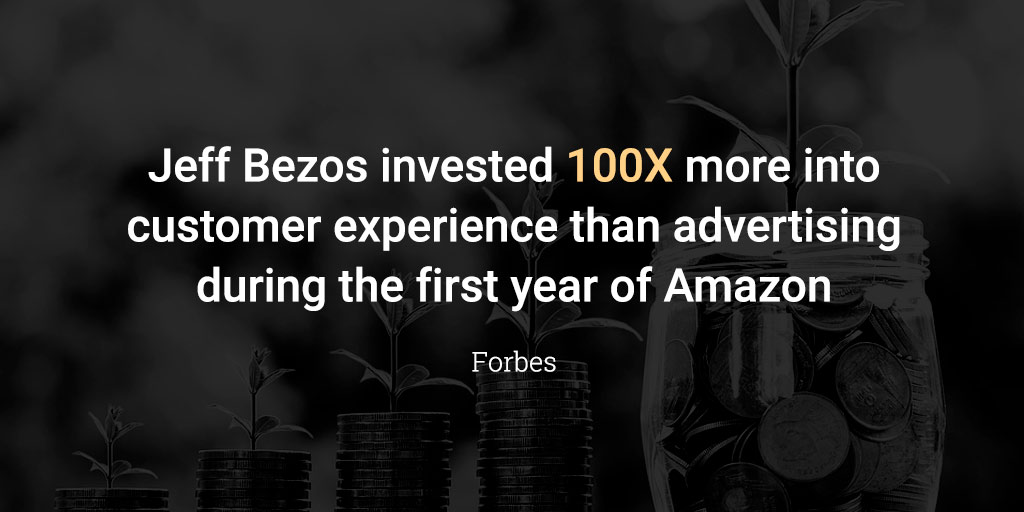 Jeff Bezos invested 100X more into
customer experience than advertising
during the first year of Amazon
Forbes